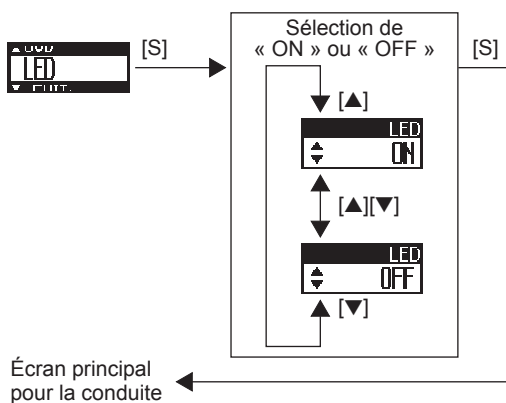 Sélection de
« ON » ou « OFF »
[S]
[S]
LED
[▲]
LED
ON
[▲][▼]
LED
OFF
[▼]
Écran principal
pour la conduite